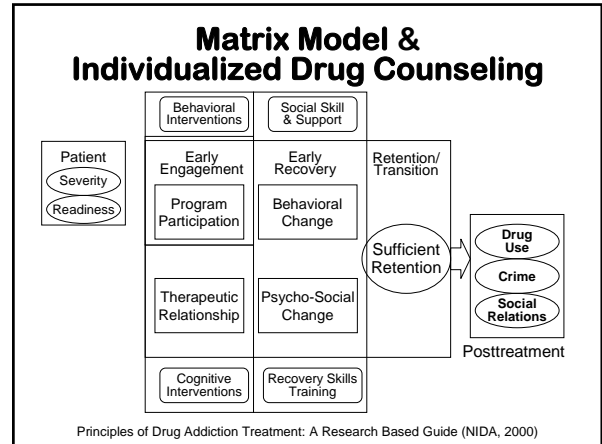 Matrix Model &
Individualized Drug Counseling
Behavioral
Interventions
Social Skill
& Support
Patient
Severity
Readiness
Early
Engagement
Early
Recovery
Retention/
Transition
Program
Participation
Behavioral
Change
Sufficient
Retention
Drug
Use
Crime
Social
Relations
Therapeutic
Relationship
Psycho-Social
Change
Posttreatment
Cognitive
Interventions
Recovery Skills
Training
Principles of Drug Addiction Treatment: A Research Based Guide (NIDA, 2000)